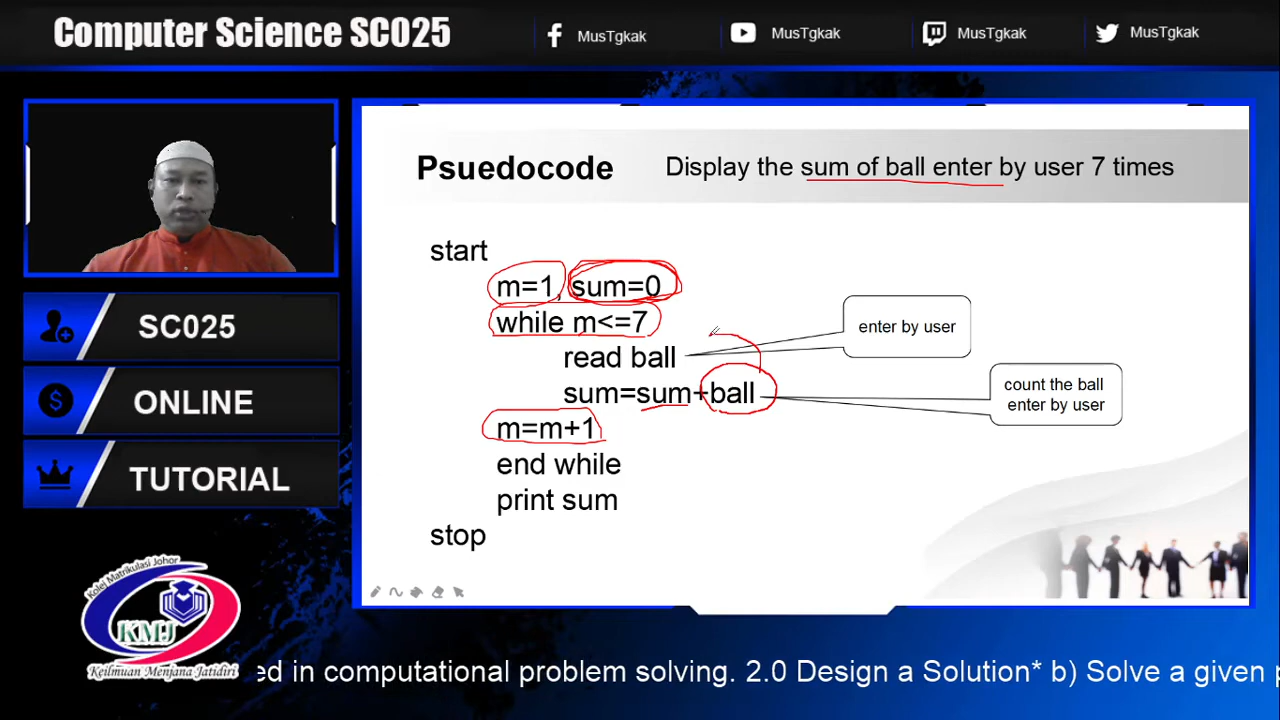 Computer Science SC025
MusTgkak
MusTgkak
MusTgkak
MusTgkak
Psuedocode
Display the sum of ball enter by user 7 times
start
m=1, sum=0
while m<=7
read ball
sum=sum+ball
m=m+1
end while
print sum
stop
enter by user
count the ball
enter by user
SC025
ONLINE
TUTORIAL
Kolej Matrikulasi Johor
KMJ
Keilmuan Menjana Jatidiri
ed in computational problem solving. 2.0 Design a Solution* b) Solve a given p